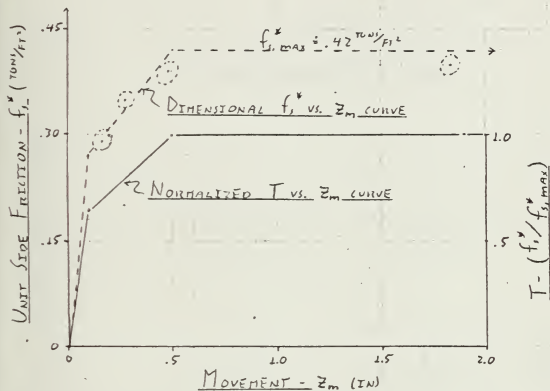 .45
f*s,max = .42 TONS/FT²
DIMENSIONAL f*s VS. Zm CURVE
.30
1.0
NORMALIZED T VS. Zm CURVE
.15
.5
0
0
.5
1.0
1.5
2.0
MOVEMENT - Zm (IN)
UNIT SIDE FRICTION - f*s (TONS/FT²)
T - (f*s/f*s,MAX)